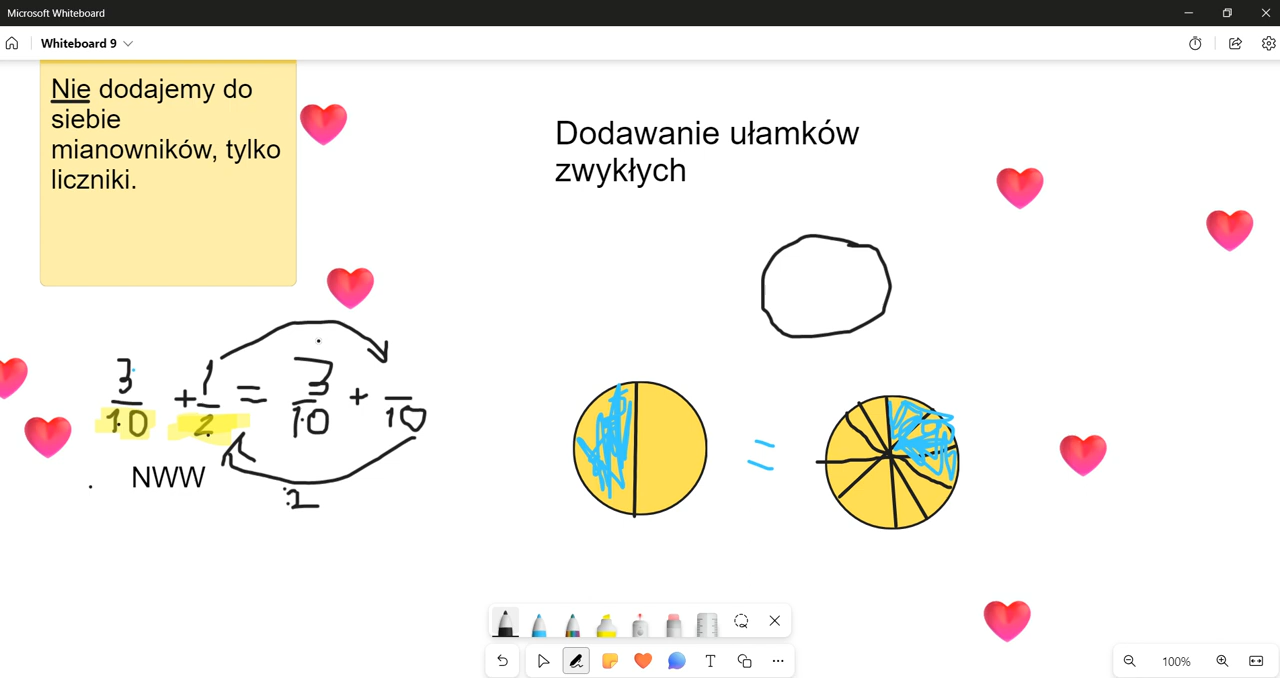 Microsoft Whiteboard
Whiteboard 9
Nie dodajemy do
siebie
mianowników, tylko
liczniki.
Dodawanie ułamków
zwykłych
3/10 + 1/2 = 3/10 + /10
NWW
100%